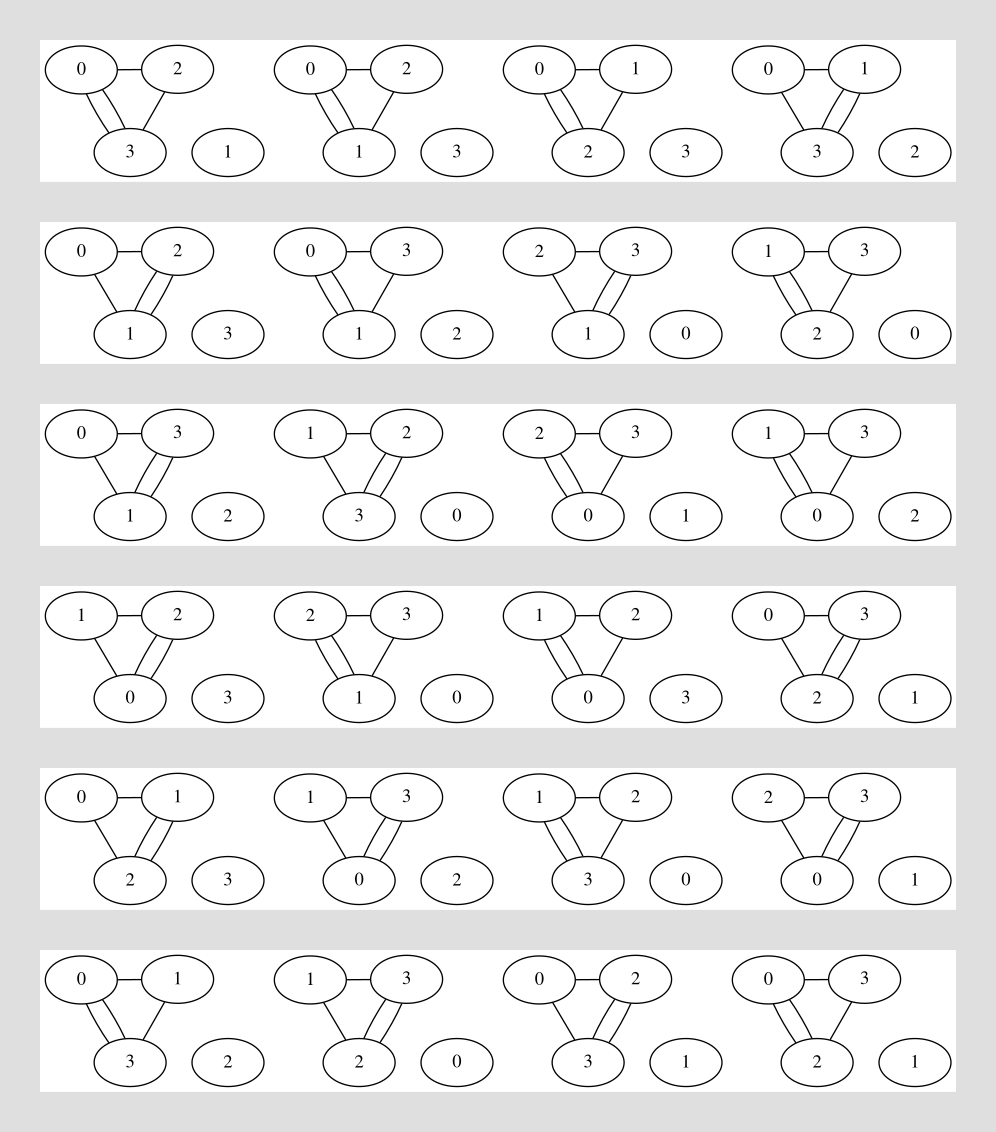 0 2 0 2 0 1 0 1
3 1 1 3 2 3 3 2
0 2 0 3 2 3 1 3
1 3 1 2 1 0 2 0
0 3 1 2 2 3 1 3
1 2 3 0 0 1 0 2
1 2 2 3 1 2 0 3
0 3 1 0 0 3 2 1
0 1 1 3 1 2 2 3
2 3 0 2 3 0 0 1
0 1 1 3 0 2 0 3
3 2 2 0 3 1 2 1